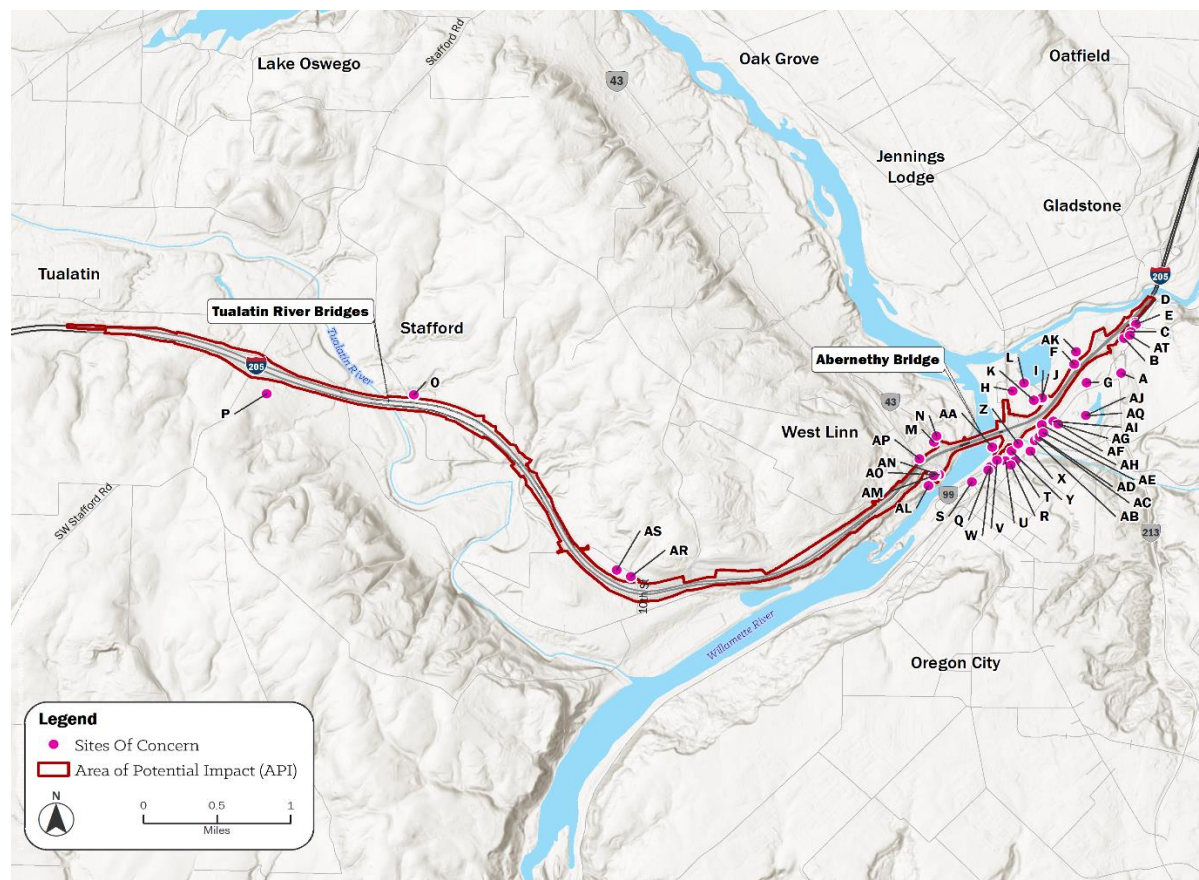 Lake Oswego
Stafford Rd
43
Oak Grove
Oatfield
Jennings
Lodge
Gladstone
205
Tualatin
Tualatin River Bridges
Stafford
Tualatin River
205
O
P
Abernethy Bridge
D
E
C
AT
B
A
AK
F
L
I
J
K
H
G
Z
AJ
AQ
AI
AG
AF
AH
AE
AD
AC
AB
43
AA
N
M
West Linn
AP
AN
AO
AM
AL
99
S
Q
W
V
U
R
T
Y
X
213
SW Stafford Rd
AS
AR
10th St
Willamette River
Oregon City
Legend
Sites Of Concern
Area of Potential Impact (API)
N
0 0.5 1
Miles